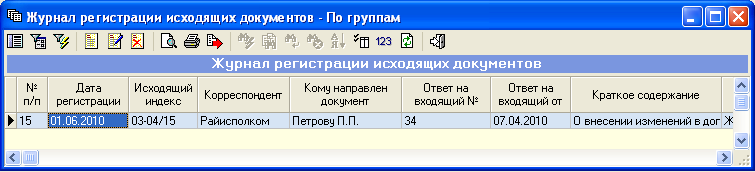 Журнал регистрации исходящих документов - По группам
123
Журнал регистрации исходящих документов
№ п/п Дата регистрации Исходящий индекс Корреспондент Кому направлен документ Ответ на входящий № Ответ на входящий от Краткое содержание
15 01.06.2010 03-04/15 Райисполком Петрову П.П. 34 07.04.2010 О внесении изменений в дог